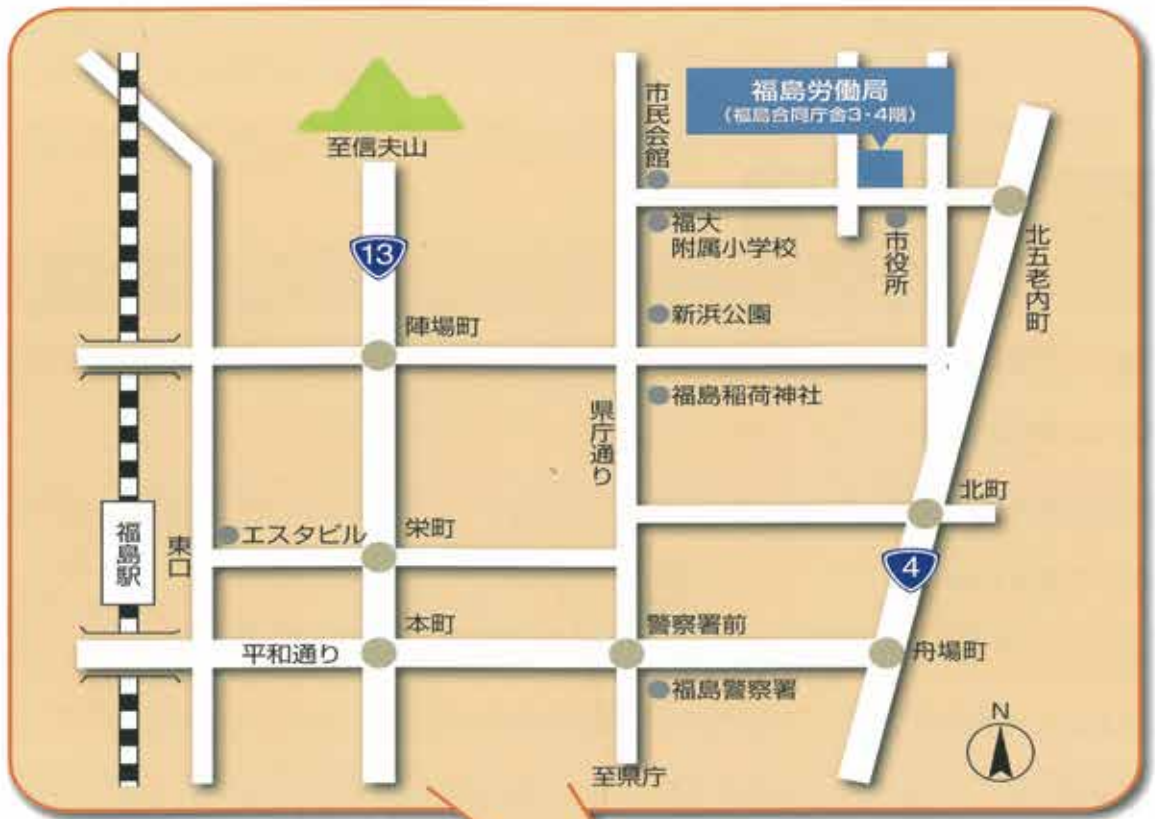 福島労働局
(福島合同庁舎3・4階)
市民会館
至信夫山
福大
附属小学校
市役所
北五老内町
13
新浜公園
陣場町
福島稲荷神社
県庁通り
北町
エスタビル
栄町
福島駅
東口
4
本町
警察署前
平和通り
舟場町
福島警察署
N
至県庁